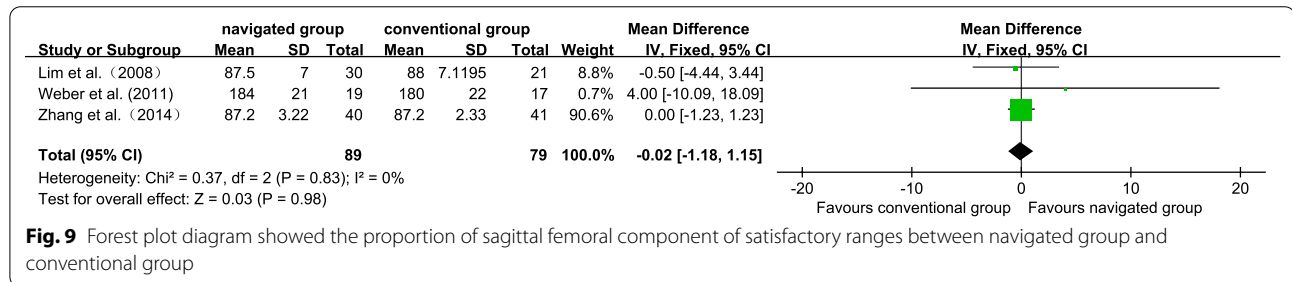 navigated group conventional group Mean Difference Mean Difference
Study or Subgroup Mean SD Total Mean SD Total Weight IV, Fixed, 95% CI IV, Fixed, 95% CI
Lim et al.（2008） 87.5 7 30 88 7.1195 21 8.8% -0.50 [-4.44, 3.44]
Weber et al. (2011) 184 21 19 180 22 17 0.7% 4.00 [-10.09, 18.09]
Zhang et al.（2014） 87.2 3.22 40 87.2 2.33 41 90.6% 0.00 [-1.23, 1.23]
Total (95% CI) 89 79 100.0% -0.02 [-1.18, 1.15]
Heterogeneity: Chi² = 0.37, df = 2 (P = 0.83); I² = 0%
Test for overall effect: Z = 0.03 (P = 0.98)
-20 -10 0 10 20
Favours conventional group Favours navigated group
Fig. 9 Forest plot diagram showed the proportion of sagittal femoral component of satisfactory ranges between navigated group and
conventional group